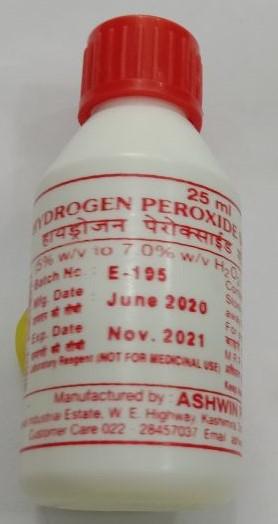 25 ml
HYDROGEN PEROXIDE
हायड्रोजन पेरोक्साईड
5% w/v to 7.0% w/v H2O2
Batch No. : E-195
Mfg. Date : June 2020
Exp. Date : Nov. 2021
Laboratory Reagent (NOT FOR MEDICINAL USE)
Manufactured by : ASHWIN
Industrial Estate, W. E. Highway, Kashmira
Customer Care 022 - 28457037 Email